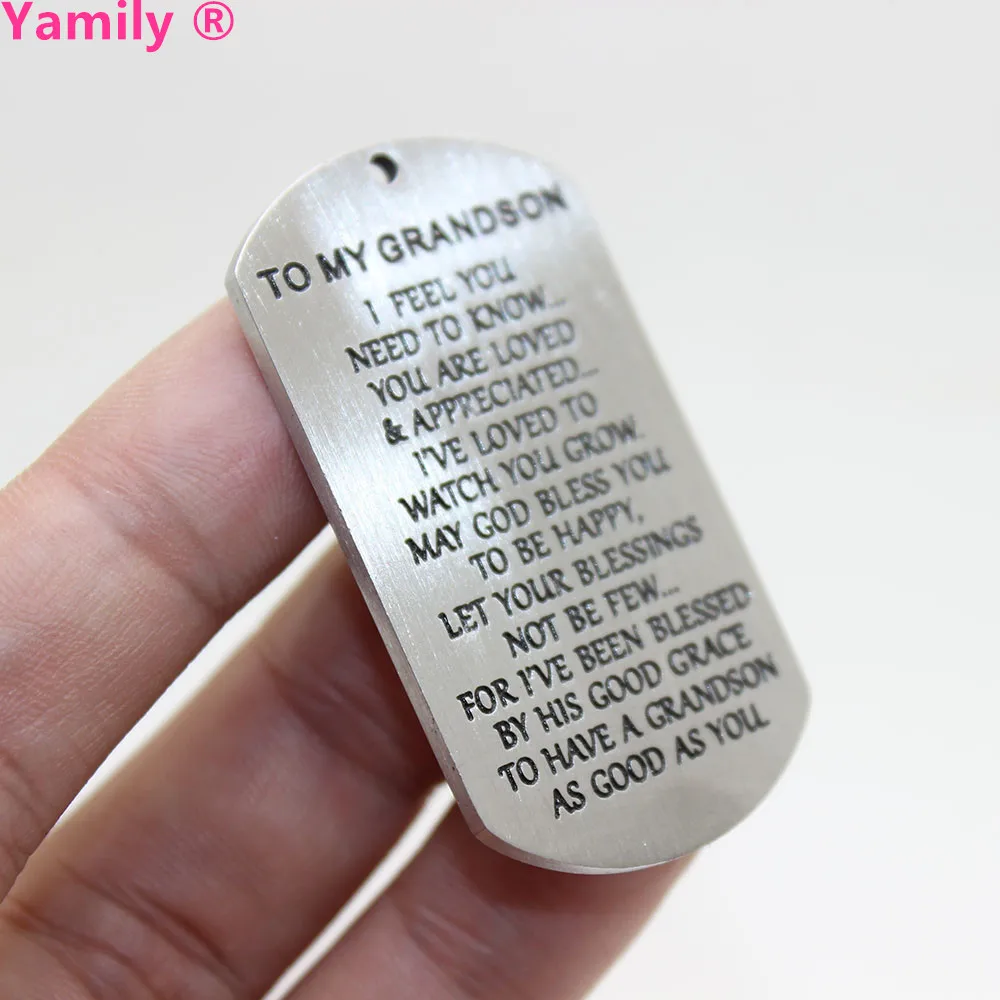 Yamily ®
TO MY GRANDSON
I FEEL YOU
NEED TO KNOW...
YOU ARE LOVED
& APPRECIATED...
I'VE LOVED TO
WATCH YOU GROW.
MAY GOD BLESS YOU
TO BE HAPPY,
LET YOUR BLESSINGS
NOT BE FEW...
FOR I'VE BEEN BLESSED
BY HIS GOOD GRACE
TO HAVE A GRANDSON
AS GOOD AS YOU.